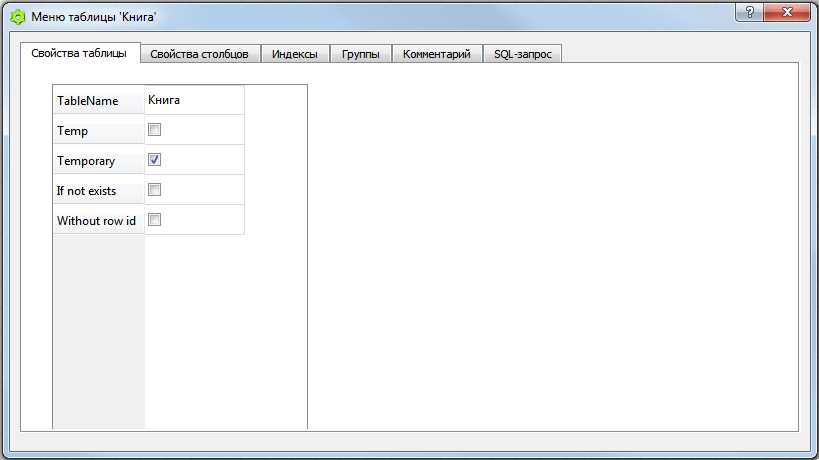 Меню таблицы 'Книга'
Свойства таблицы Свойства столбцов Индексы Группы Комментарий SQL-запрос
TableName Книга
Temp
Temporary
If not exists
Without row id